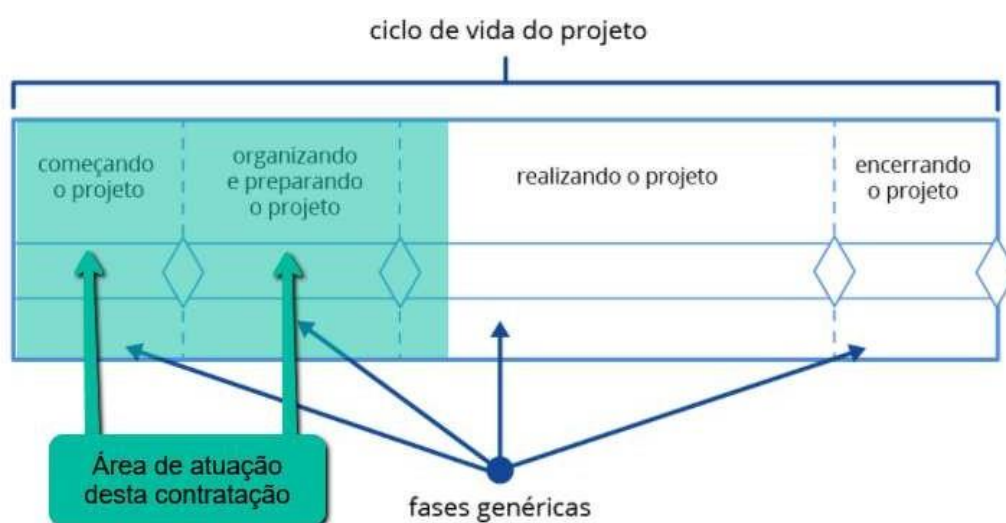 ciclo de vida do projeto
começando
o projeto
organizando
e preparando
o projeto
realizando o projeto
encerrando
o projeto
Área de atuação
desta contratação
fases genéricas